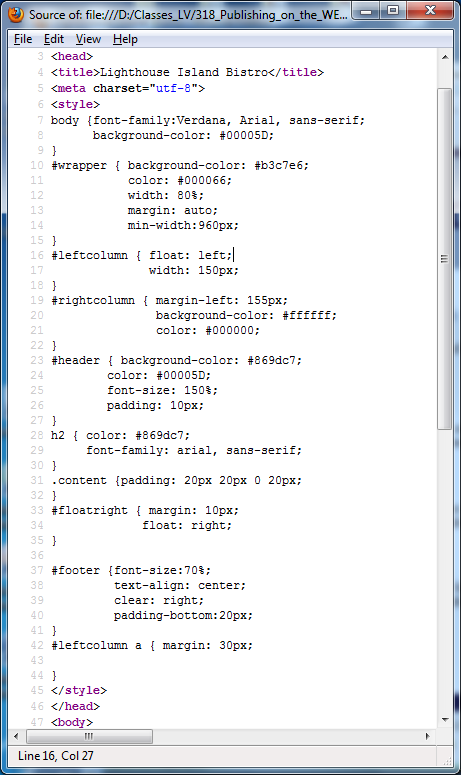 Source of: file:///D:/Classes_LV/318_Publishing_on_the_WE...
File Edit View Help
3 <head>
4 <title>Lighthouse Island Bistro</title>
5 <meta charset="utf-8">
6 <style>
7 body {font-family:Verdana, Arial, sans-serif;
8 background-color: #00005D;
9 }
10 #wrapper { background-color: #b3c7e6;
11 color: #000066;
12 width: 80%;
13 margin: auto;
14 min-width:960px;
15 }
16 #leftcolumn { float: left;
17 width: 150px;
18 }
19 #rightcolumn { margin-left: 155px;
20 background-color: #ffffff;
21 color: #000000;
22 }
23 #header { background-color: #869dc7;
24 color: #00005D;
25 font-size: 150%;
26 padding: 10px;
27 }
28 h2 { color: #869dc7;
29 font-family: arial, sans-serif;
30 }
31 .content {padding: 20px 20px 0 20px;
32 }
33 #floatright { margin: 10px;
34 float: right;
35 }
36
37 #footer {font-size:70%;
38 text-align: center;
39 clear: right;
40 padding-bottom:20px;
41 }
42 #leftcolumn a { margin: 30px;
43
44 }
45 </style>
46 </head>
47 <body>
Line 16, Col 27